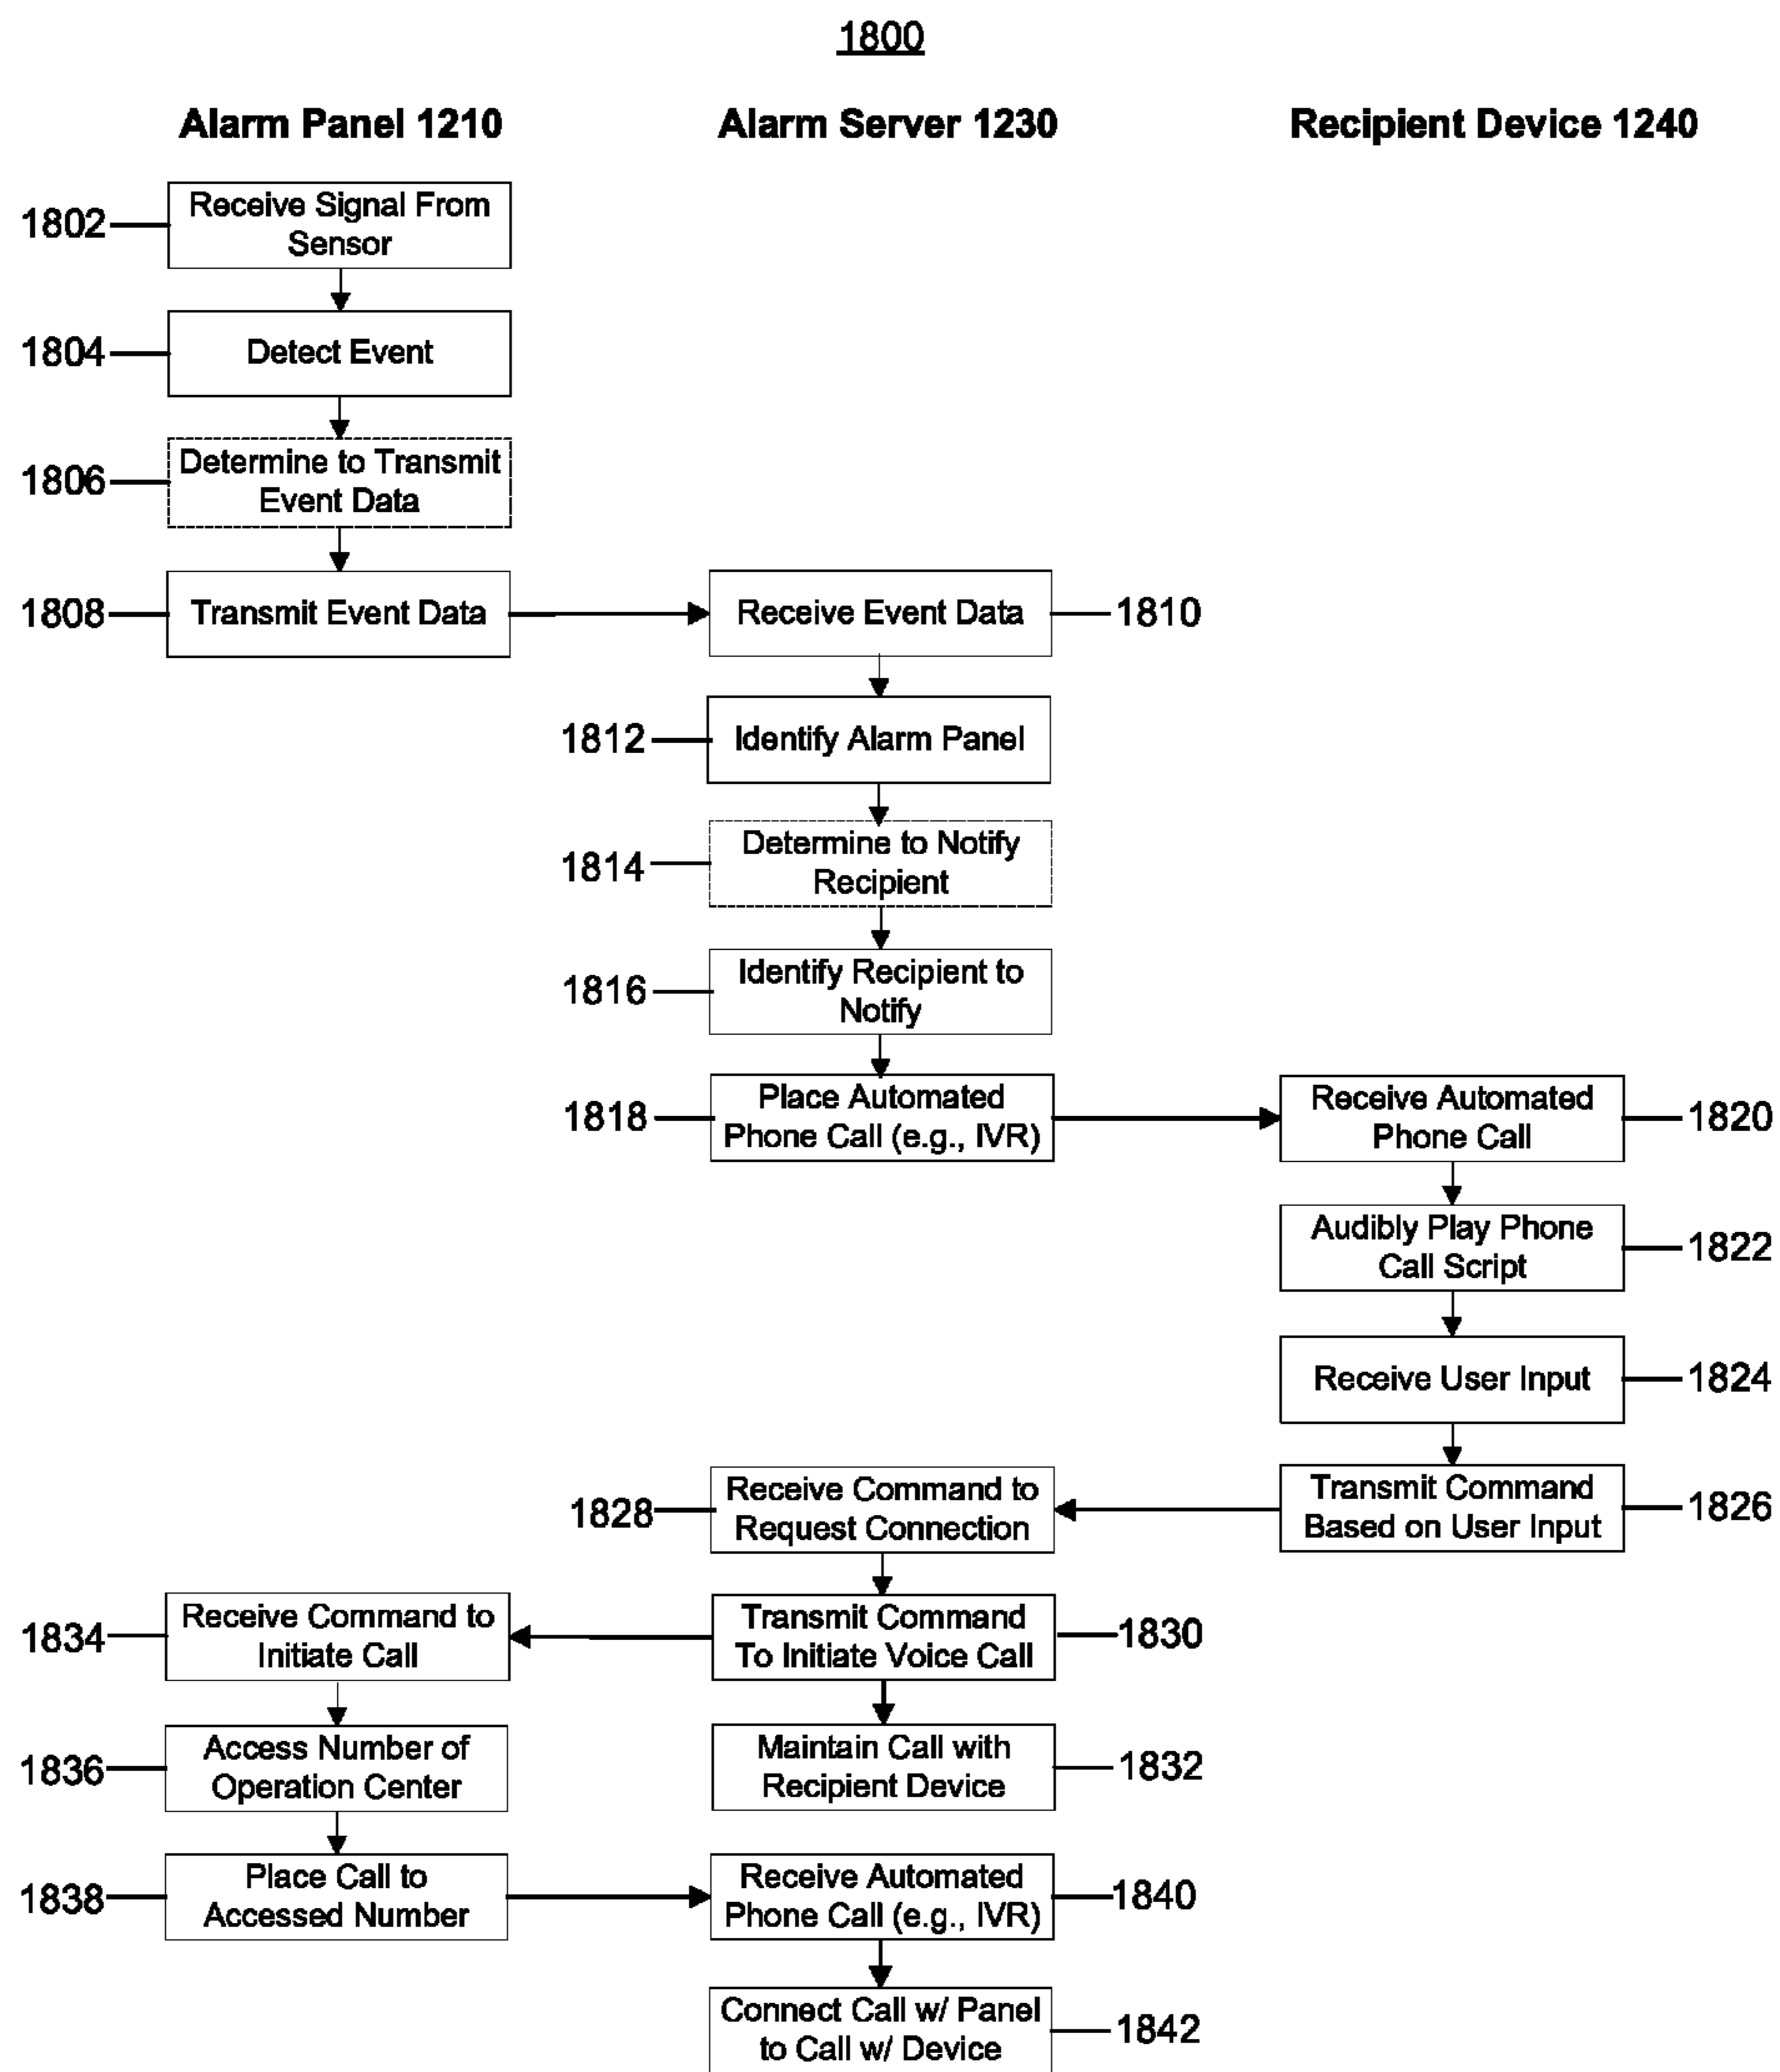 1800
Alarm Panel 1210
Alarm Server 1230
Recipient Device 1240
1802
Receive Signal From
Sensor
1804
Detect Event
1806
Determine to Transmit
Event Data
1808
Transmit Event Data
Receive Event Data
1810
1812
Identify Alarm Panel
1814
Determine to Notify
Recipient
1816
Identify Recipient to
Notify
1818
Place Automated
Phone Call (e.g., IVR)
Receive Automated
Phone Call
1820
Audibly Play Phone
Call Script
1822
Receive User Input
1824
Transmit Command
Based on User Input
1826
1828
Receive Command to
Request Connection
1834
Receive Command to
Initiate Call
Transmit Command
To Initiate Voice Call
1830
1836
Access Number of
Operation Center
Maintain Call with
Recipient Device
1832
1838
Place Call to
Accessed Number
Receive Automated
Phone Call (e.g., IVR)
1840
Connect Call w/ Panel
to Call w/ Device
1842